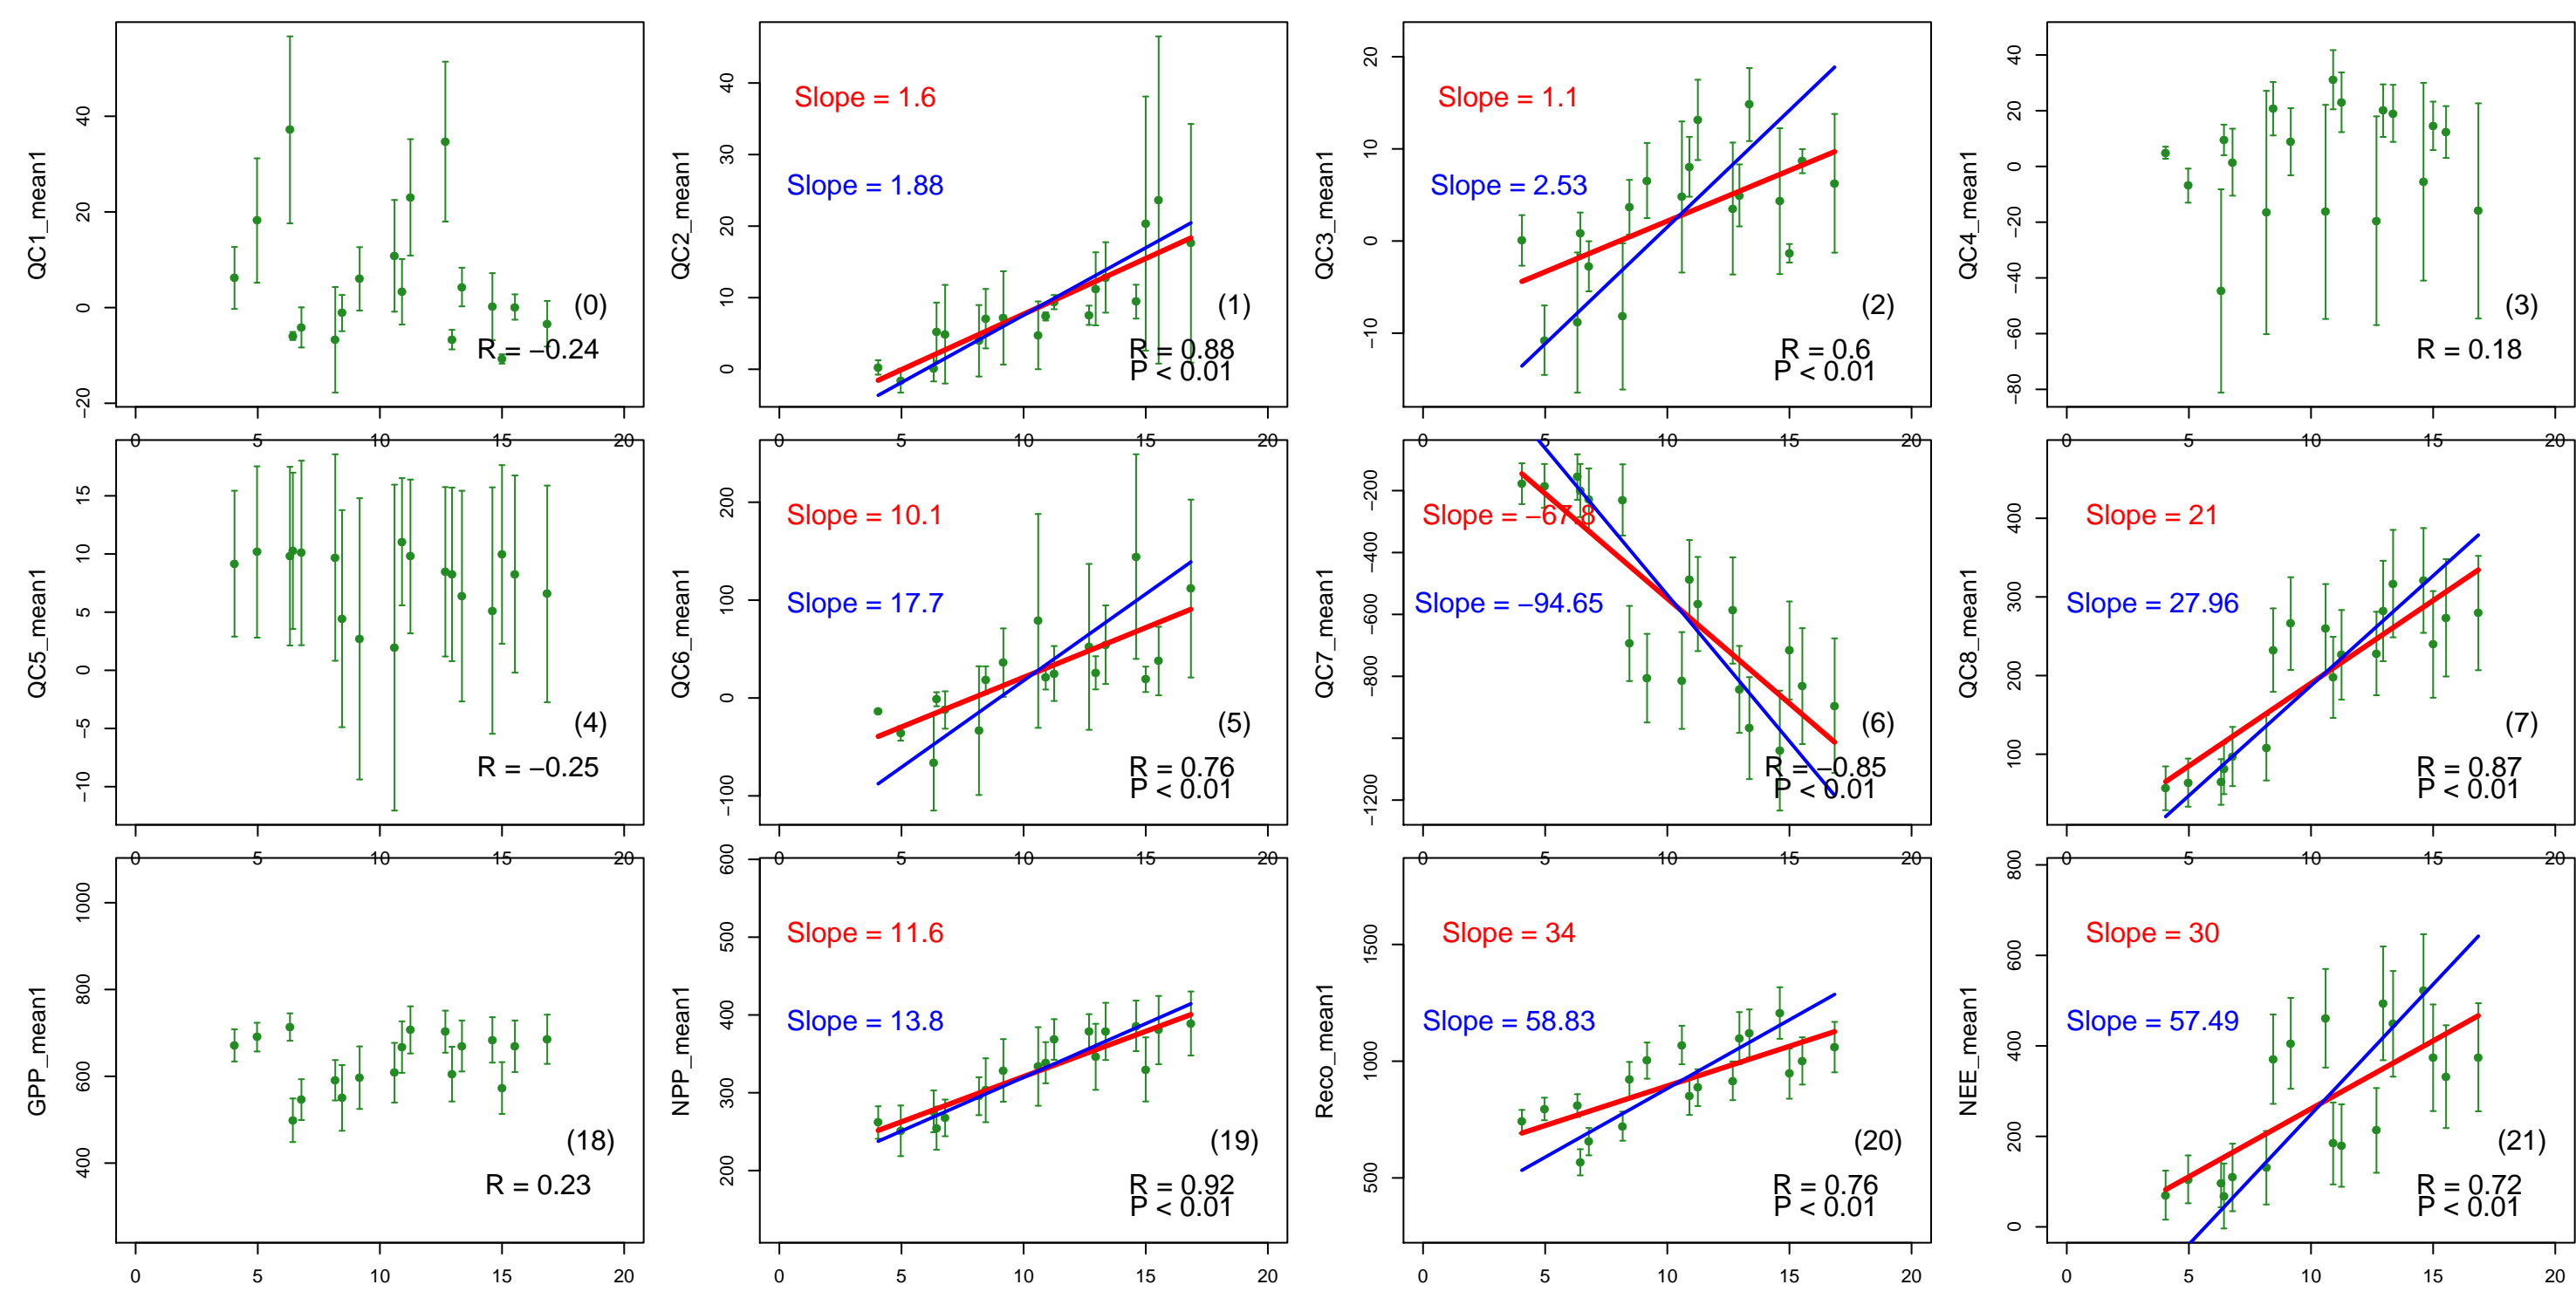 QC1_mean1
−20 0 20 40
(0)
R = −0.24
0 5 10 15 20
QC2_mean1
0 10 20 30 40
Slope = 1.6
Slope = 1.88
(1)
R = 0.88
P < 0.01
0 5 10 15 20
QC3_mean1
−10 0 10 20
Slope = 1.1
Slope = 2.53
(2)
R = 0.6
P < 0.01
0 5 10 15 20
QC4_mean1
−80 −60 −40 −20 0 20 40
(3)
R = 0.18
0 5 10 15 20
QC5_mean1
−10 −5 0 5 10 15
(4)
R = −0.25
0 5 10 15 20
QC6_mean1
−100 0 100 200
Slope = 10.1
Slope = 17.7
(5)
R = 0.76
P < 0.01
0 5 10 15 20
QC7_mean1
−1200 −800 −600 −400 −200
Slope = −67.8
Slope = −94.65
(6)
R = −0.85
P < 0.01
0 5 10 15 20
QC8_mean1
100 200 300 400
Slope = 21
Slope = 27.96
(7)
R = 0.87
P < 0.01
0 5 10 15 20
GPP_mean1
400 600 800 1000
(18)
R = 0.23
0 5 10 15 20
NPP_mean1
200 300 400 500 600
Slope = 11.6
Slope = 13.8
(19)
R = 0.92
P < 0.01
0 5 10 15 20
Reco_mean1
500 1000 1500
Slope = 34
Slope = 58.83
(20)
R = 0.76
P < 0.01
0 5 10 15 20
NEE_mean1
0 200 400 600 800
Slope = 30
Slope = 57.49
(21)
R = 0.72
P < 0.01
0 5 10 15 20